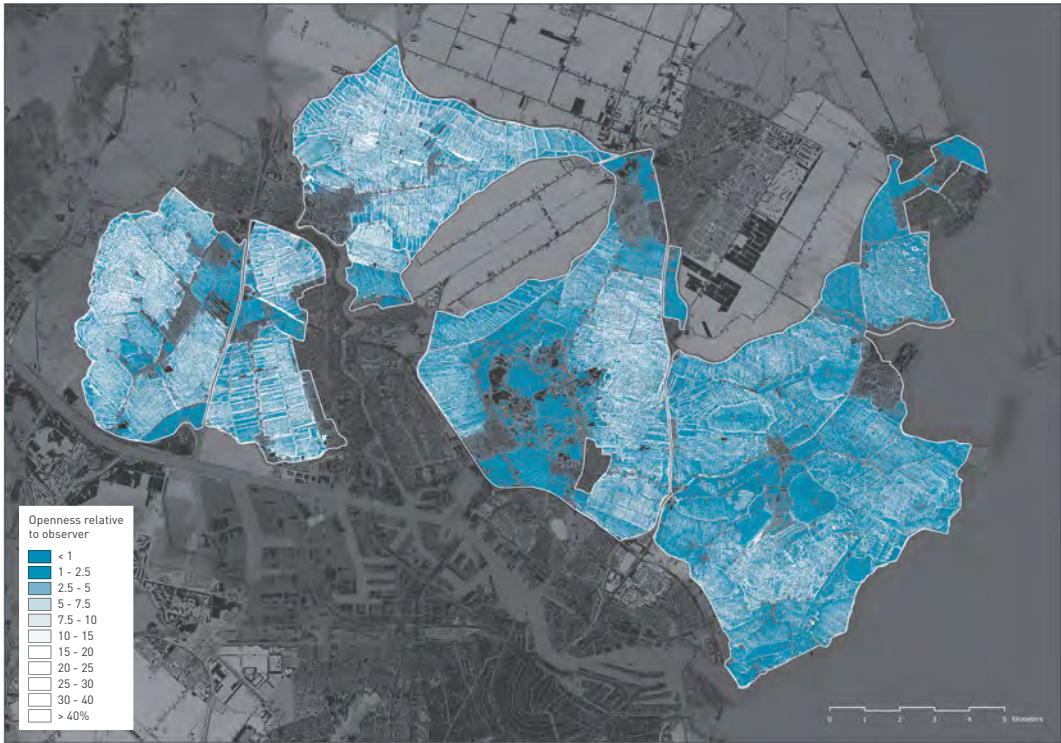 Openness relative
to observer
< 1
1 - 2.5
2.5 - 5
5 - 7.5
7.5 - 10
10 - 15
15 - 20
20 - 25
25 - 30
30 - 40
> 40%
0 1 2 3 4 5 Kilometers